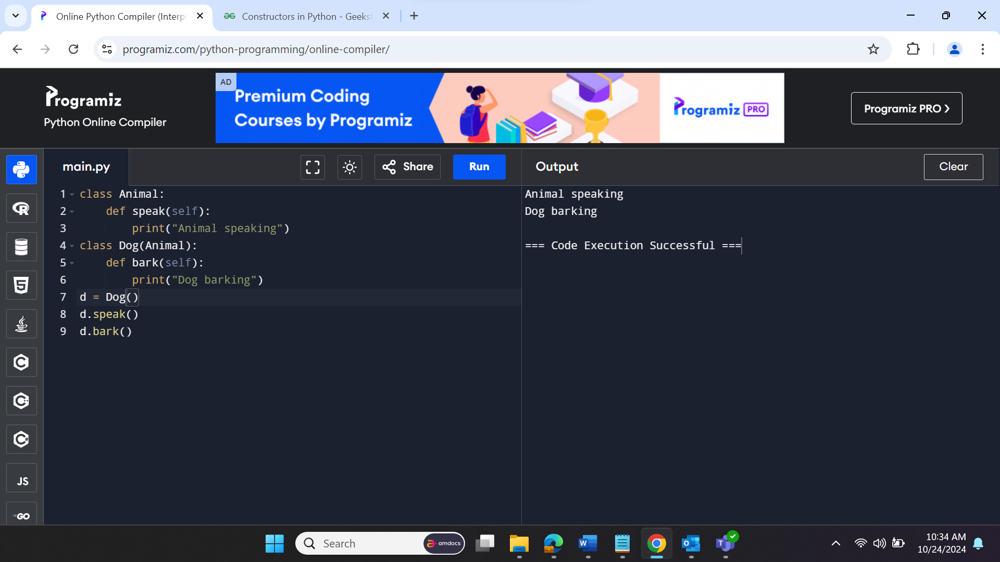 Online Python Compiler (Interp
Constructors in Python - Geeksf
programiz.com/python-programming/online-compiler/
Programiz
Python Online Compiler
AD
Premium Coding
Courses by Programiz
Programiz PRO
Programiz PRO ❯
main.py
Share
Run
Output
Clear
1 class Animal:
2     def speak(self):
3         print("Animal speaking")
4 class Dog(Animal):
5     def bark(self):
6         print("Dog barking")
7 d = Dog()
8 d.speak()
9 d.bark()
Animal speaking
Dog barking
=== Code Execution Successful ===
R
5
C
C++
C#
JS
GO
Search
a amdocs
W
O
T
10:34 AM
10/24/2024